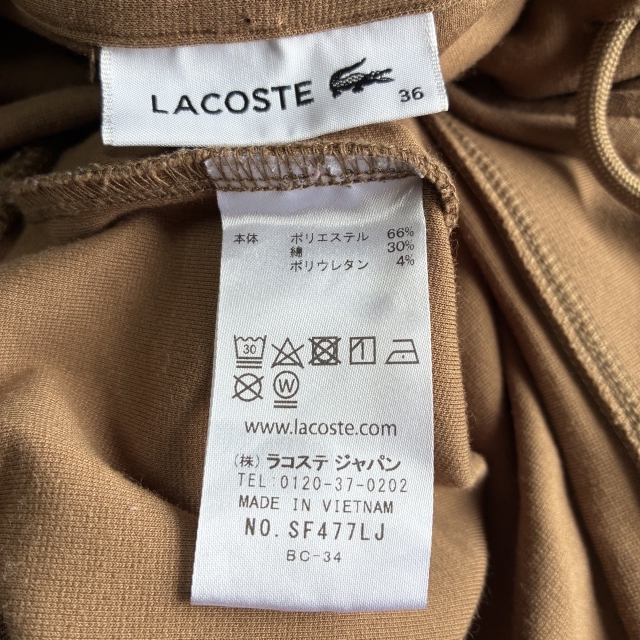 LACOSTE 36
本体 ポリエステル 66%
綿 30%
ポリウレタン 4%
30
W
www.lacoste.com
(株) ラコステ ジャパン
TEL:0120-37-0202
MADE IN VIETNAM
NO. SF477LJ
BC-34